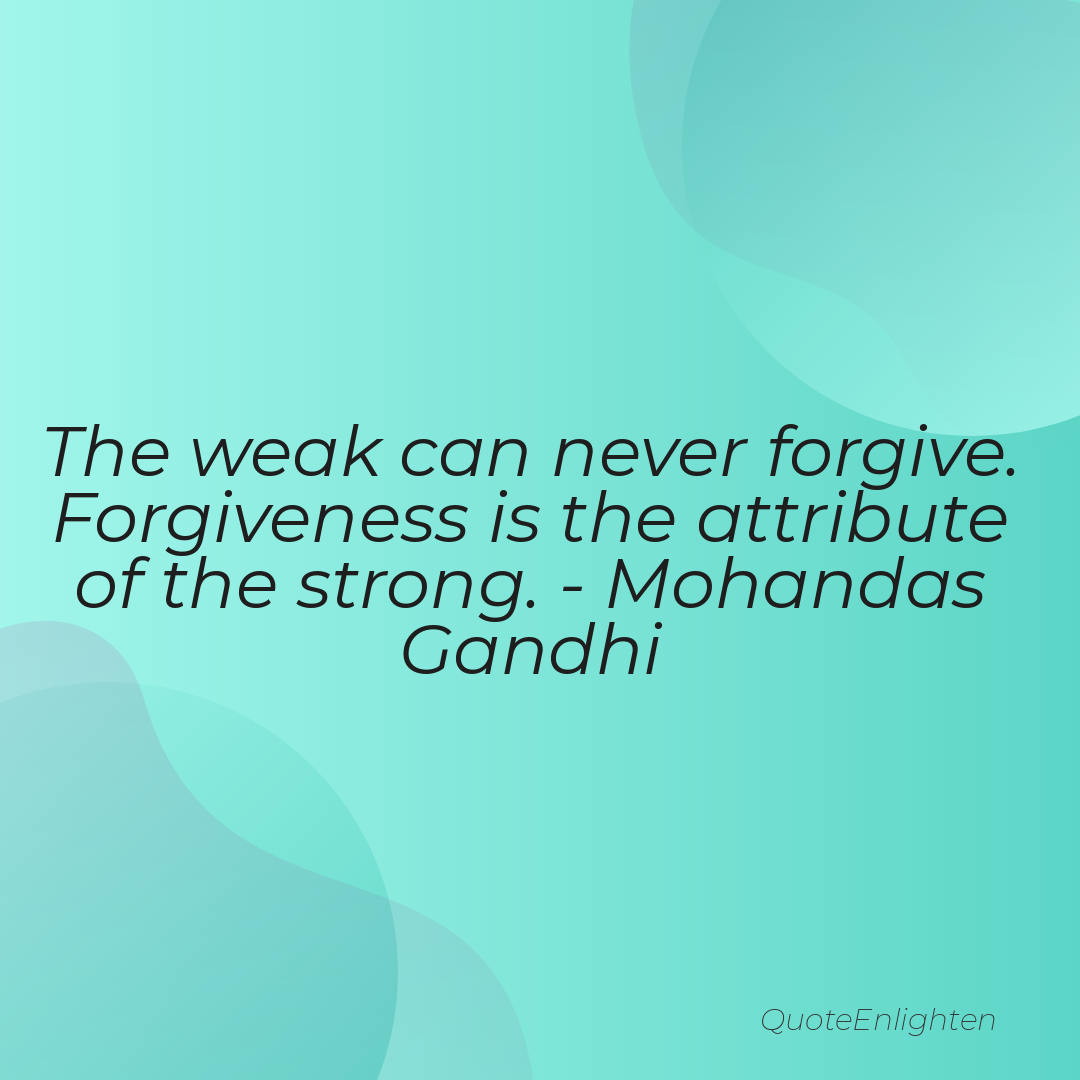 The weak can never forgive.
Forgiveness is the attribute
of the strong. - Mohandas
Gandhi
QuoteEnlighten